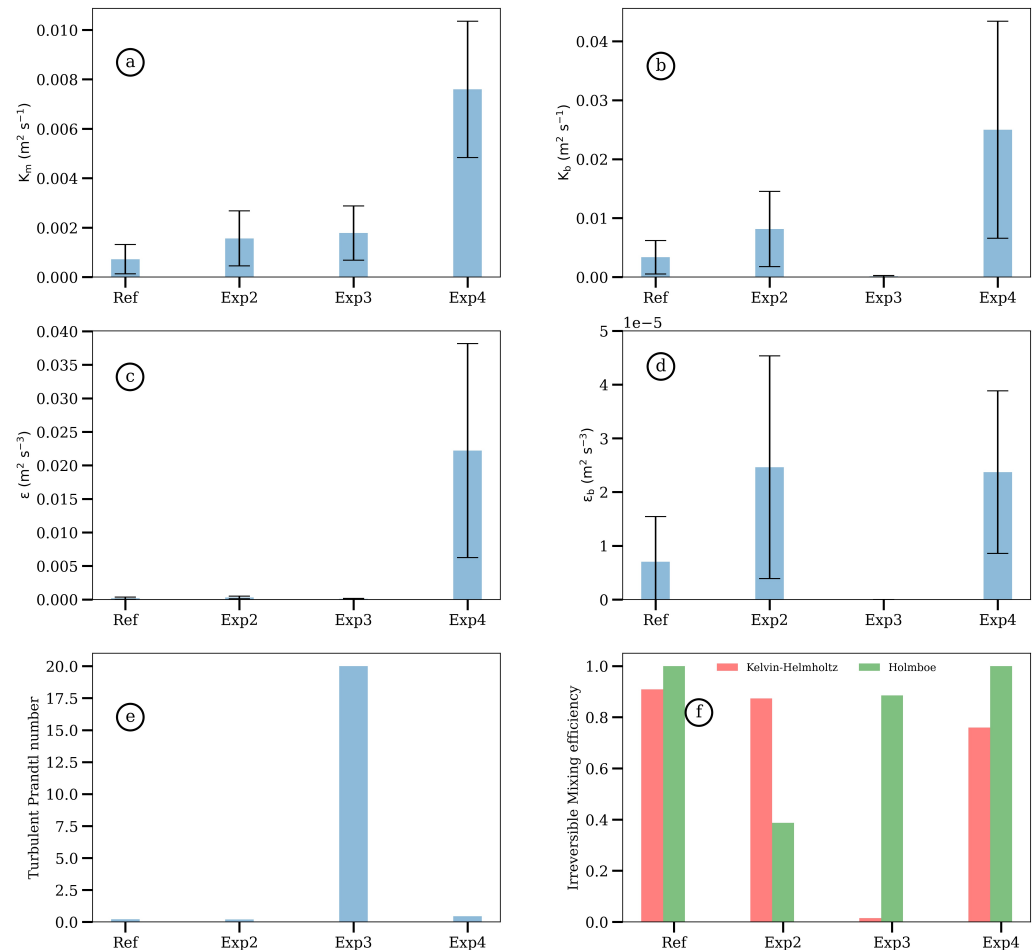 a
K_m (m² s⁻¹)
0.010
0.008
0.006
0.004
0.002
0.000
Ref Exp2 Exp3 Exp4
b
K_b (m² s⁻¹)
0.04
0.03
0.02
0.01
0.00
Ref Exp2 Exp3 Exp4
c
ε (m² s⁻³)
0.040
0.035
0.030
0.025
0.020
0.015
0.010
0.005
0.000
Ref Exp2 Exp3 Exp4
1e−5
d
ε_b (m² s⁻³)
5
4
3
2
1
0
Ref Exp2 Exp3 Exp4
e
Turbulent Prandtl number
20.0
17.5
15.0
12.5
10.0
7.5
5.0
2.5
0.0
Ref Exp2 Exp3 Exp4
Kelvin-Helmholtz Holmboe
f
Irreversible Mixing efficiency
1.0
0.8
0.6
0.4
0.2
0.0
Ref Exp2 Exp3 Exp4